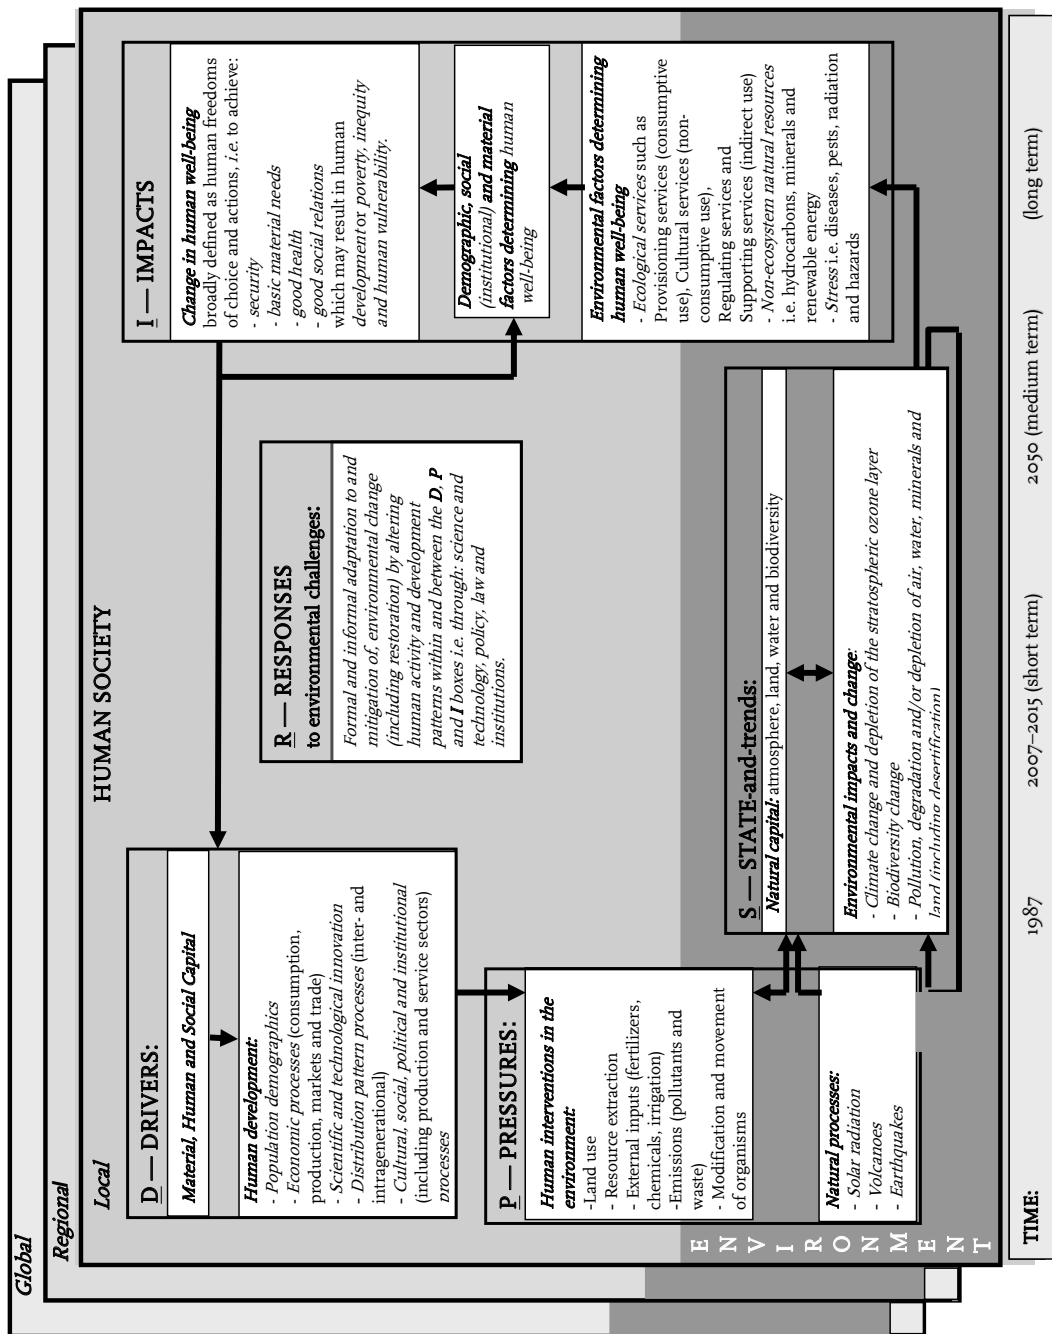 Global
Regional
Local
HUMAN SOCIETY
D — DRIVERS:
Material, Human and Social Capital
Human development:
- Population demographics
- Economic processes (consumption,
production, markets and trade)
- Scientific and technological innovation
- Distribution pattern processes (inter- and
intragenerational)
- Cultural, social, political and institutional
(including production and service sectors)
processes
R — RESPONSES
to environmental challenges:
Formal and informal adaptation to and
mitigation of, environmental change
(including restoration) by altering
human activity and development
patterns within and between the D, P
and I boxes i.e. through: science and
technology, policy, law and
institutions.
I — IMPACTS
Change in human well-being
broadly defined as human freedoms
of choice and actions, i.e. to achieve:
- security
- basic material needs
- good health
- good social relations
which may result in human
development or poverty, inequity
and human vulnerability.
Demographic, social
(institutional) and material
factors determining human
well-being
Environmental factors determining
human well-being
- Ecological services such as
Provisioning services (consumptive
use), Cultural services (non-
consumptive use),
Regulating services and
Supporting services (indirect use)
- Non-ecosystem natural resources
i.e. hydrocarbons, minerals and
renewable energy
- Stress i.e. diseases, pests, radiation
and hazards
P — PRESSURES:
Human interventions in the
environment:
-Land use
- Resource extraction
- External inputs (fertilizers,
chemicals, irrigation)
-Emissions (pollutants and
waste)
- Modification and movement
of organisms
Natural processes:
- Solar radiation
- Volcanoes
- Earthquakes
S — STATE-and-trends:
Natural capital: atmosphere, land, water and biodiversity
Environmental impacts and change:
- Climate change and depletion of the stratospheric ozone layer
- Biodiversity change
- Pollution, degradation and/or depletion of air, water, minerals and
land (including desertification)
ENVIRONMENT
TIME:
1987
2007–2015 (short term)
2050 (medium term)
(long term)